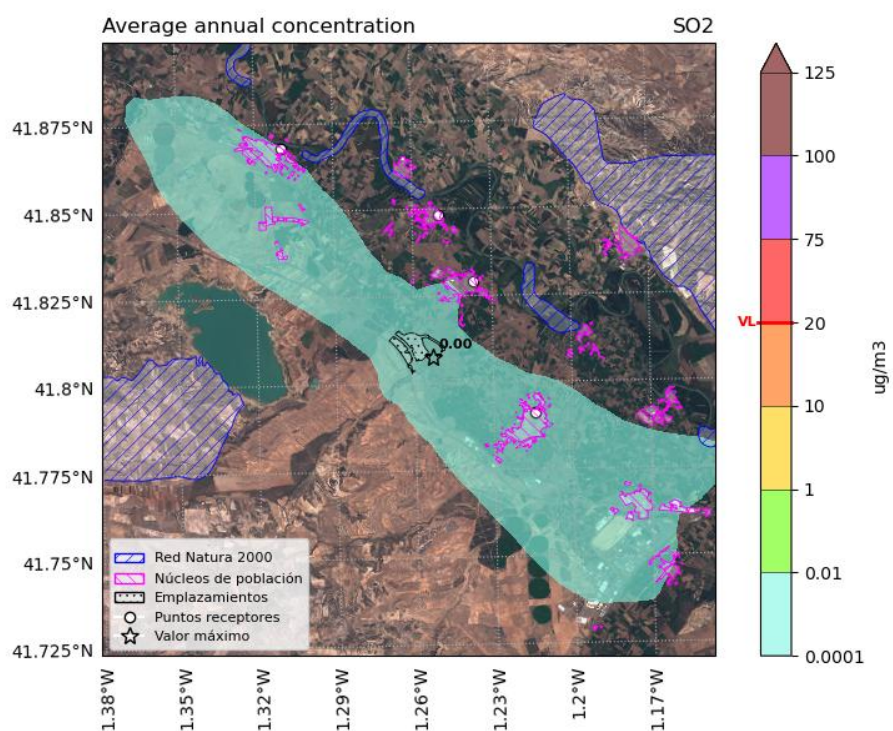 Average annual concentration SO2
41.875°N
41.85°N
41.825°N
41.8°N
41.775°N
41.75°N
41.725°N
0.00
Red Natura 2000
Núcleos de población
Emplazamientos
Puntos receptores
Valor máximo
1.38°W 1.35°W 1.32°W 1.29°W 1.26°W 1.23°W 1.2°W 1.17°W
125
100
75
VL 20
10
1
0.01
0.0001
ug/m3